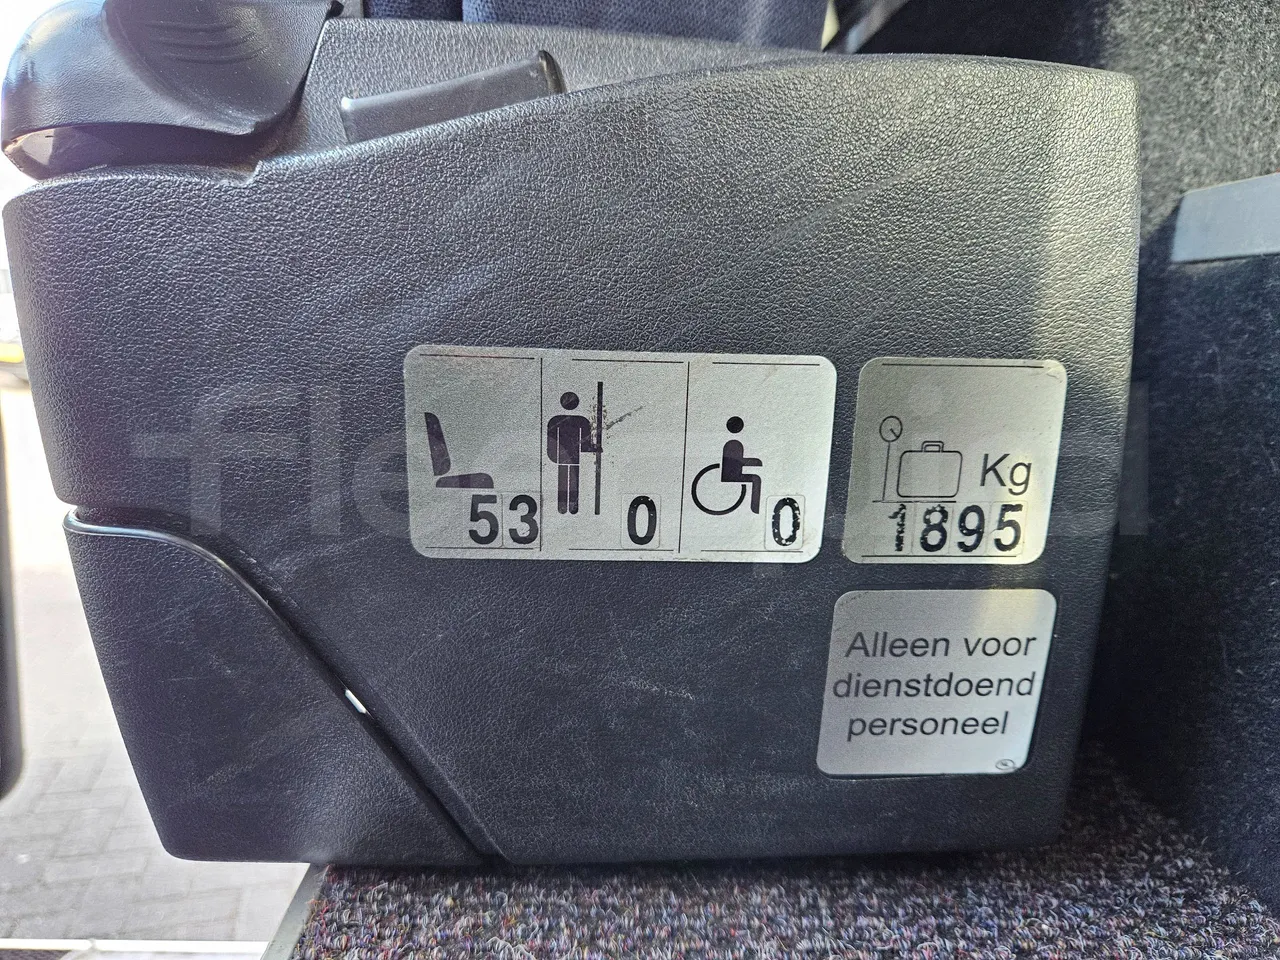 53 0 0
Kg
1895
Alleen voor
dienstdoend
personeel